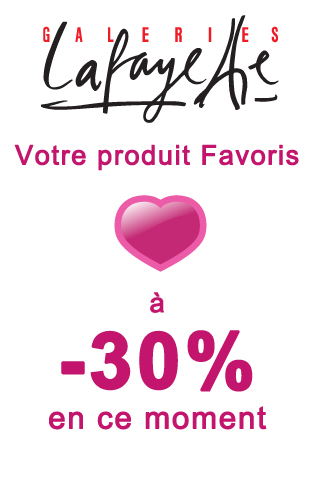 GALERIES
Lafayette
Votre produit Favoris
à
-30%
en ce moment